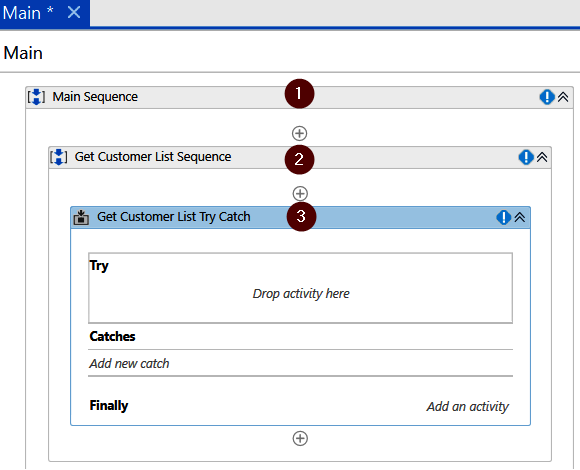 Main *
Main
Main Sequence
1
Get Customer List Sequence
2
Get Customer List Try Catch
3
Try
Drop activity here
Catches
Add new catch
Finally Add an activity